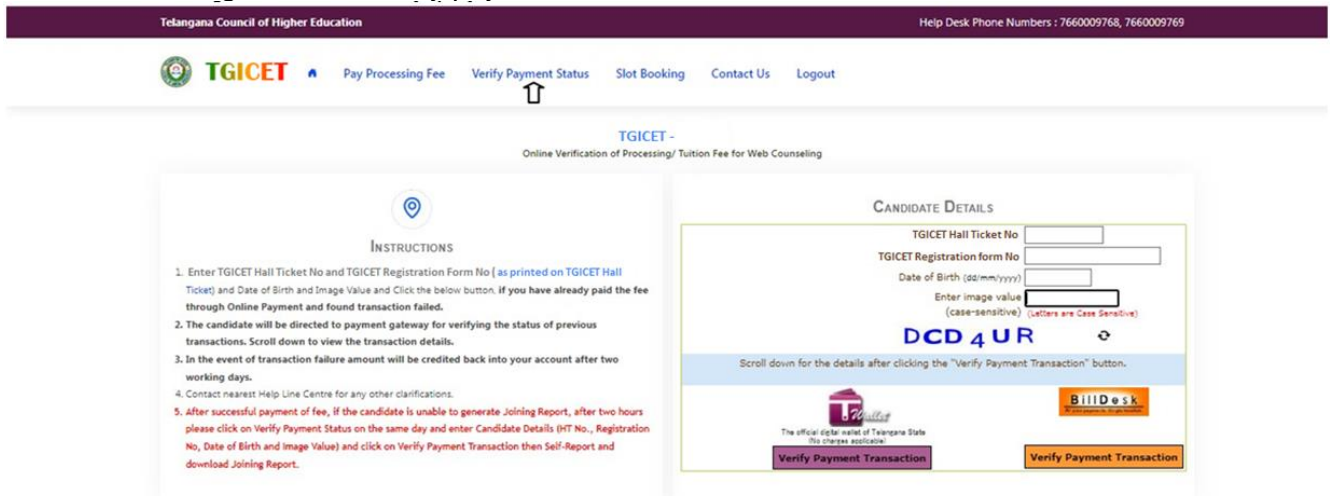 Telangana Council of Higher Education
Help Desk Phone Numbers : 7660009768, 7660009769
TGICET
Pay Processing Fee
Verify Payment Status
Slot Booking
Contact Us
Logout
TGICET -
Online Verification of Processing/ Tuition Fee for Web Counseling
INSTRUCTIONS
1. Enter TGICET Hall Ticket No and TGICET Registration Form No ( as printed on TGICET Hall
Ticket) and Date of Birth and Image Value and Click the below button. if you have already paid the fee
through Online Payment and found transaction failed.
2. The candidate will be directed to payment gateway for verifying the status of previous
transactions. Scroll down to view the transaction details.
3. In the event of transaction failure amount will be credited back into your account after two
working days.
4. Contact nearest Help Line Centre for any other clarifications.
5. After successful payment of fee, if the candidate is unable to generate Joining Report, after two hours
please click on Verify Payment Status on the same day and enter Candidate Details (HT No., Registration
No, Date of Birth and Image Value) and click on Verify Payment Transaction then Self-Report and
download Joining Report.
CANDIDATE DETAILS
TGICET Hall Ticket No
TGICET Registration form No
Date of Birth (dd/mm/yyyy)
Enter image value
(case-sensitive) (Letters are Case Sensitive)
DCD4UR
Scroll down for the details after clicking the "Verify Payment Transaction" button.
T Wallet
The official digital wallet of Telangana State
(No charges applicable)
Verify Payment Transaction
BillDesk
Verify Payment Transaction